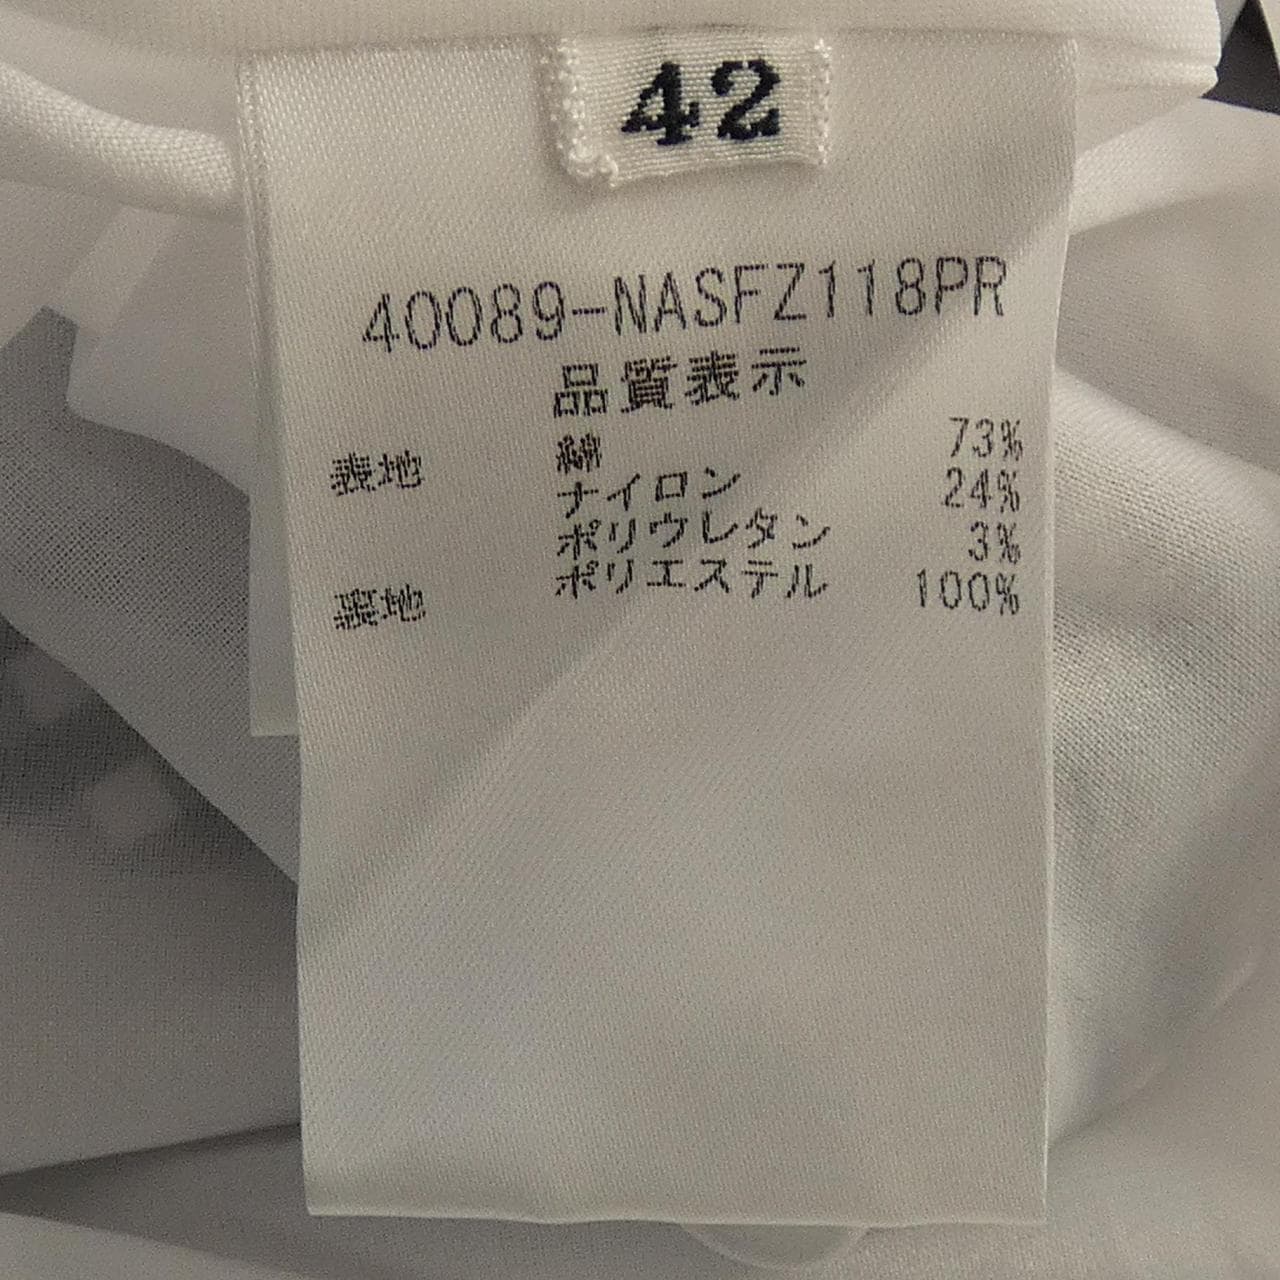 42
40089-NASFZ118PR
品質表示
表地 綿 73%
ナイロン 24%
ポリウレタン 3%
裏地 ポリエステル 100%